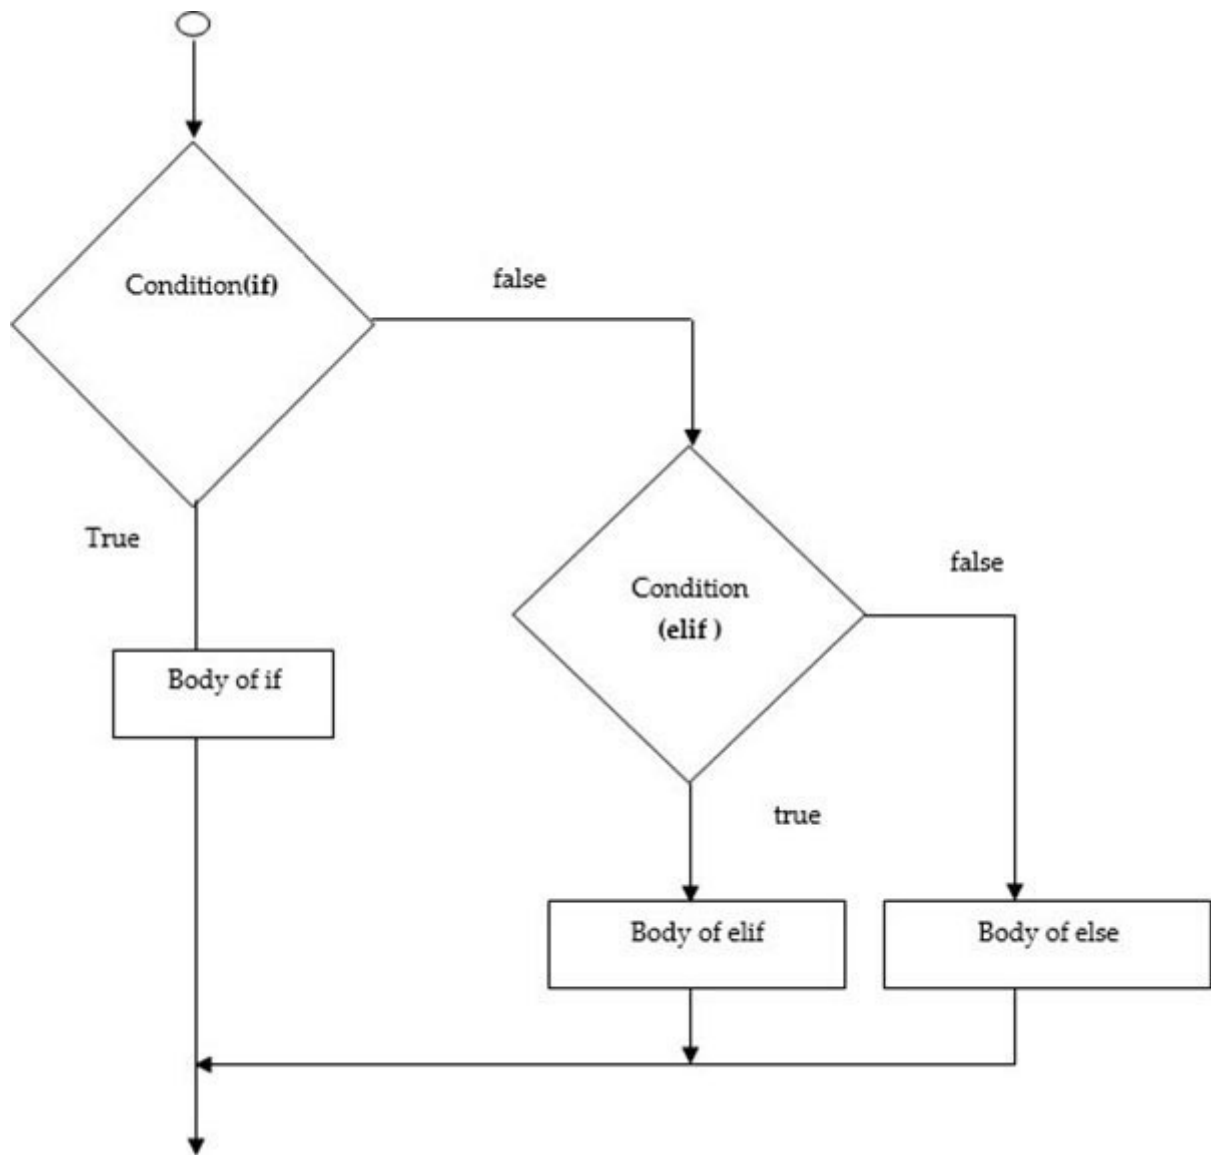 Condition(if)
false
True
Condition
(elif )
false
Body of if
true
Body of elif
Body of else